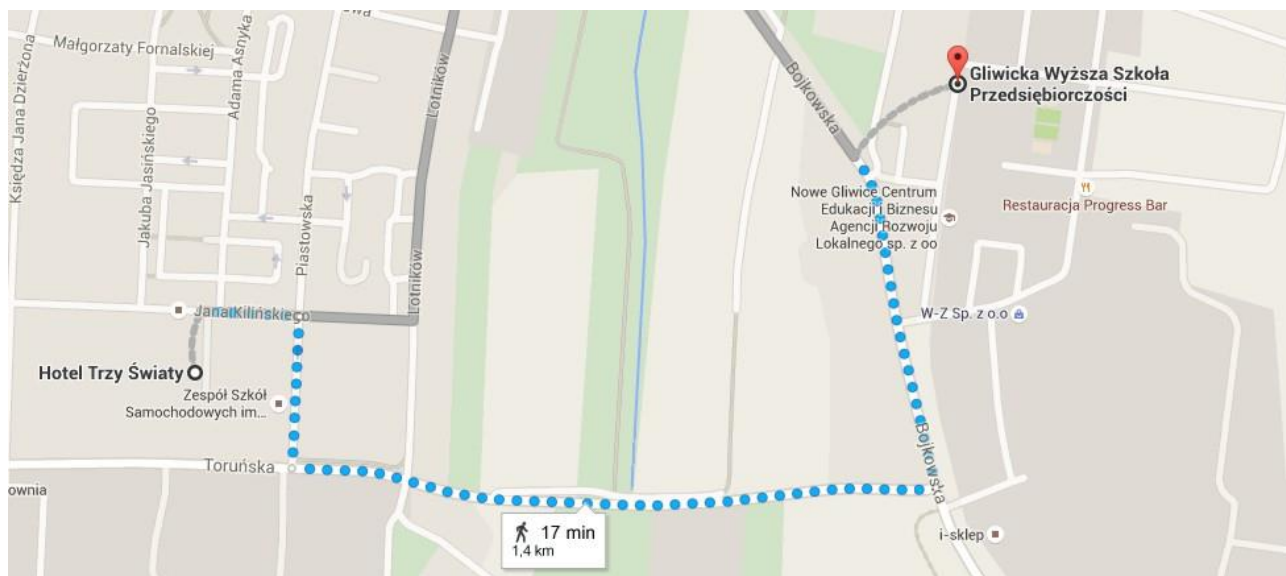 owa
Małgorzaty Fornalskiej
Księdza Jana Dzierżona
Jakuba Jasińskiego
Adama Asnyka
Piastowska
Lotników
Lotników
Bojkowska
Gliwicka Wyższa Szkoła
Przedsiębiorczości
Nowe Gliwice Centrum
Edukacji i Biznesu
Agencji Rozwoju
Lokalnego sp. z oo
Restauracja Progress Bar
Jana Kilińskiego
W-Z Sp. z o.o
Hotel Trzy Światy
Zespół Szkół
Samochodowych im...
Toruńska
Bojkowska
ownia
17 min
1,4 km
i-sklep